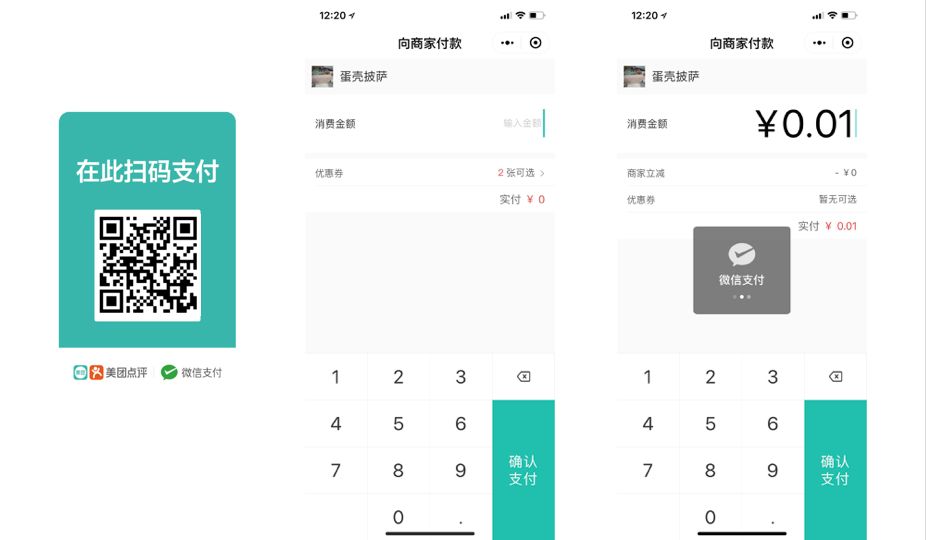 在此扫码支付
美团
美团点评
微信支付
12:20
向商家付款
蛋壳披萨
消费金额
输入金额
优惠券
2 张可选 >
实付 ¥ 0
1 2 3
4 5 6
7 8 9
0 .
确认
支付
12:20
向商家付款
蛋壳披萨
消费金额
¥0.01
商家立减
- ¥0
优惠券
暂无可选
实付 ¥ 0.01
微信支付
1 2 3
4 5 6
7 8 9
0 .
确认
支付